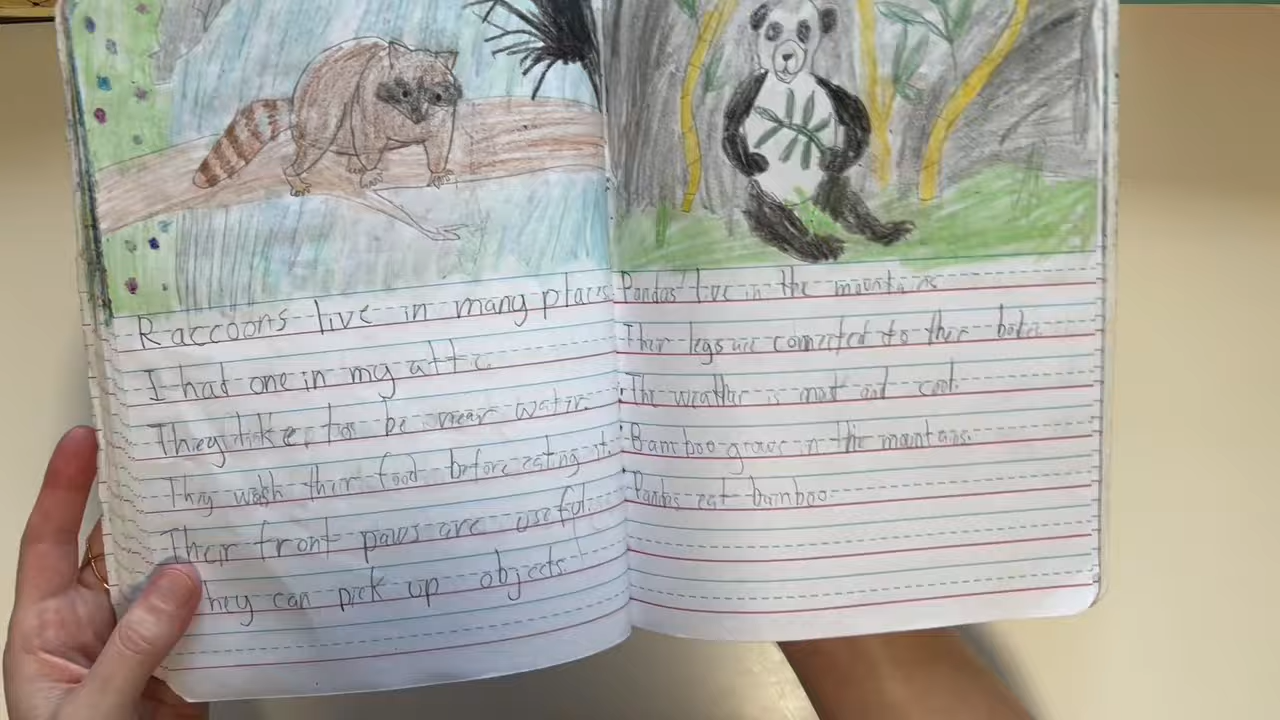 Raccoons live in many places
I had one in my attic.
They like to be near water.
They wash their food before eating it.
Their front paws are useful.
They can pick up objects.
Pandas live in the mountains
Their legs are connected to their
The weather is moist and cool.
Bamboo grows in the mountains.
Pandas eat bamboo